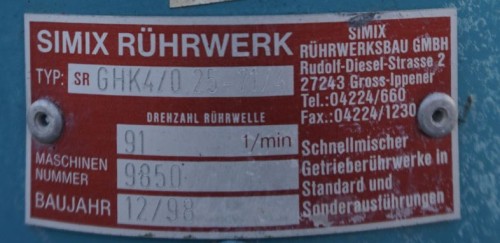 SIMIX RÜHRWERK
TYP: SR GHK4/0 25
DREHZAHL RÜHRWELLE
91 1/min
MASCHINEN NUMMER 9850
BAUJAHR 12/98
SIMIX
RÜHRWERKSBAU GMBH
Rudolf-Diesel-Strasse 2
27243 Gross-Ippener
Tel.:04224/660
Fax.:04224/1230
Schnellmischer
Getrieberührwerke in
Standard und
Sonderausführungen